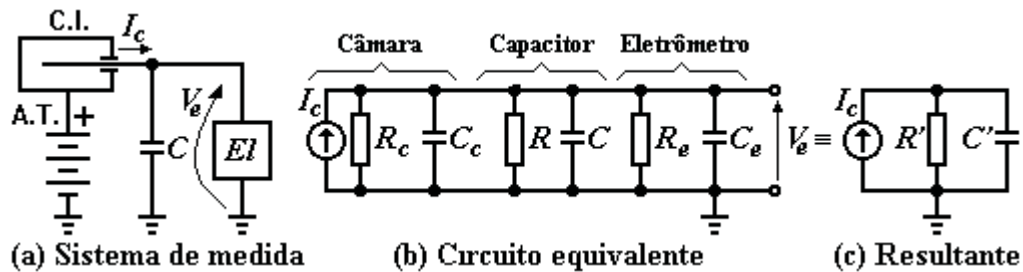 C.I.
I_c
A.T.
+
V_e
C
El
(a) Sistema de medida
Câmara
Capacitor
Eletrômetro
I_c
R_c
C_c
R
C
R_e
C_e
V_e ≡
(b) Circuito equivalente
I_c
R'
C'
(c) Resultante